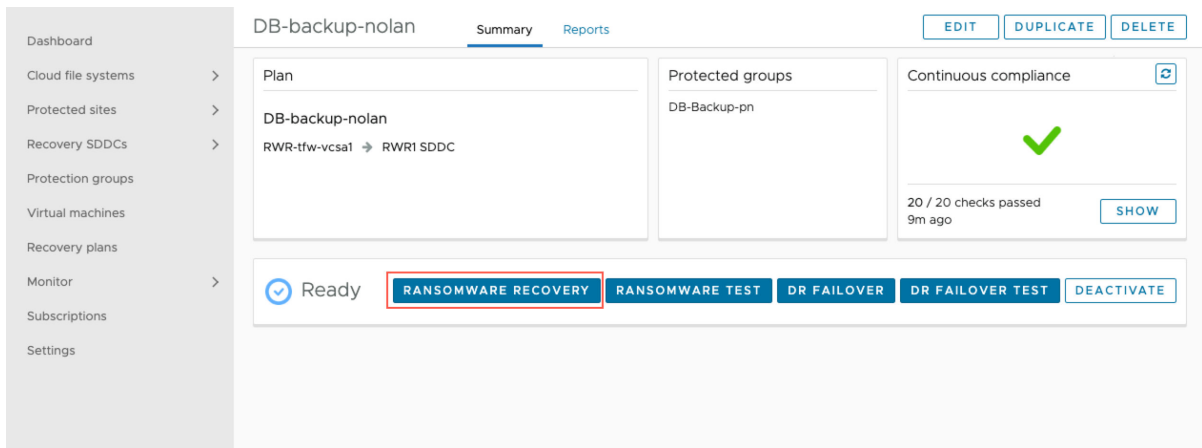 Dashboard
Cloud file systems
Protected sites
Recovery SDDCs
Protection groups
Virtual machines
Recovery plans
Monitor
Subscriptions
Settings
DB-backup-nolan
Summary
Reports
EDIT
DUPLICATE
DELETE
Plan
DB-backup-nolan
RWR-tfw-vcsa1 → RWR1 SDDC
Protected groups
DB-Backup-pn
Continuous compliance
20 / 20 checks passed
9m ago
SHOW
Ready
RANSOMWARE RECOVERY
RANSOMWARE TEST
DR FAILOVER
DR FAILOVER TEST
DEACTIVATE